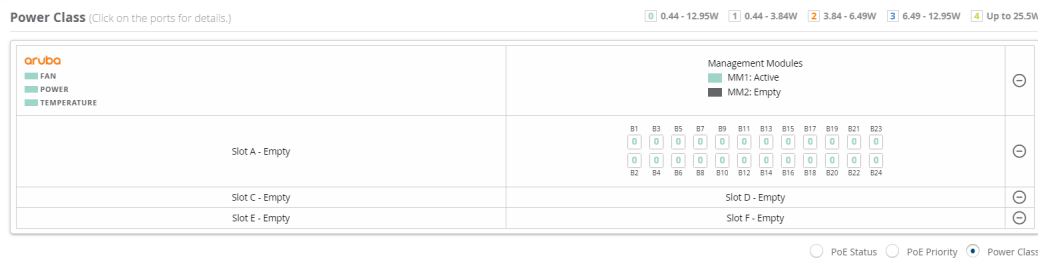 Power Class (Click on the ports for details.)
0 0.44 - 12.95W 1 0.44 - 3.84W 2 3.84 - 6.49W 3 6.49 - 12.95W 4 Up to 25.5W
aruba
FAN
POWER
TEMPERATURE
Management Modules
MM1: Active
MM2: Empty
Slot A - Empty
B1 B3 B5 B7 B9 B11 B13 B15 B17 B19 B21 B23
0 0 0 0 0 0 0 0 0 0 0 0
0 0 0 0 0 0 0 0 0 0 0 0
B2 B4 B6 B8 B10 B12 B14 B16 B18 B20 B22 B24
Slot C - Empty Slot D - Empty
Slot E - Empty Slot F - Empty
PoE Status PoE Priority Power Class